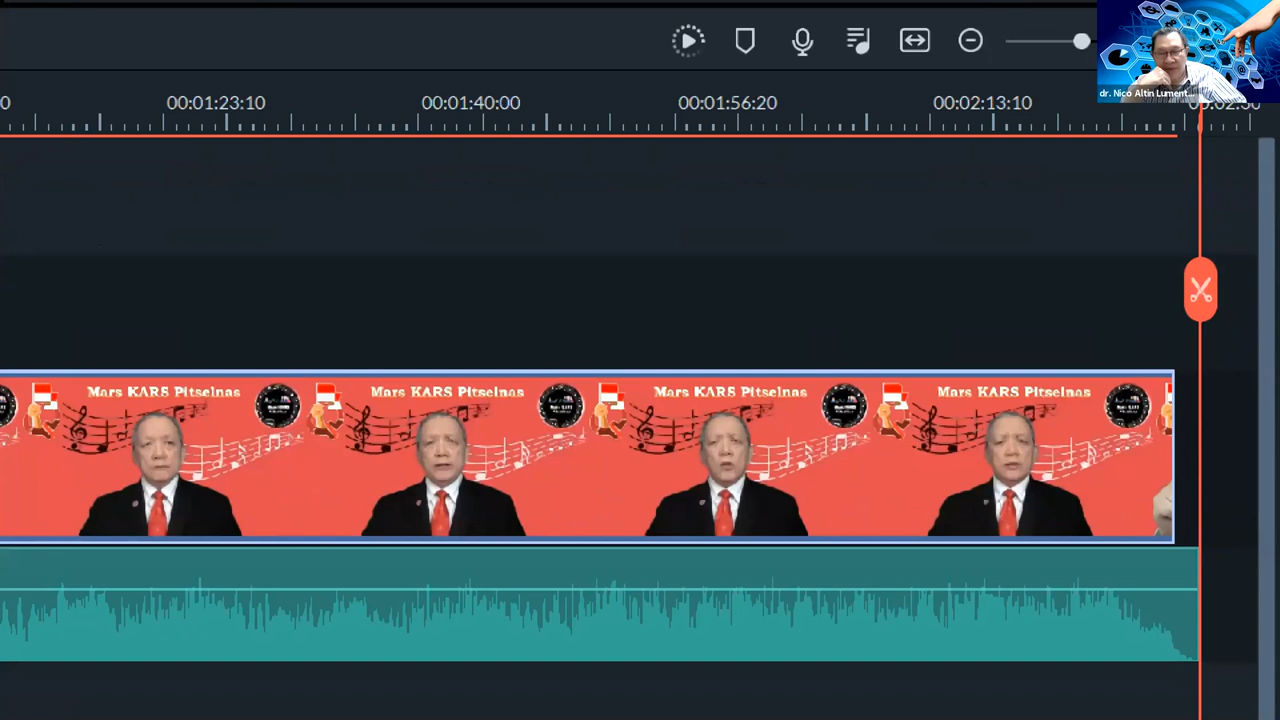 0
00:01:23:10
00:01:40:00
00:01:56:20
00:02:13:10
dr. Nico Altin Lument...
Mars KARS Pitselnas
Mars KARS Pitselnas
Mars KARS Pitselnas
Mars KARS Pitselnas